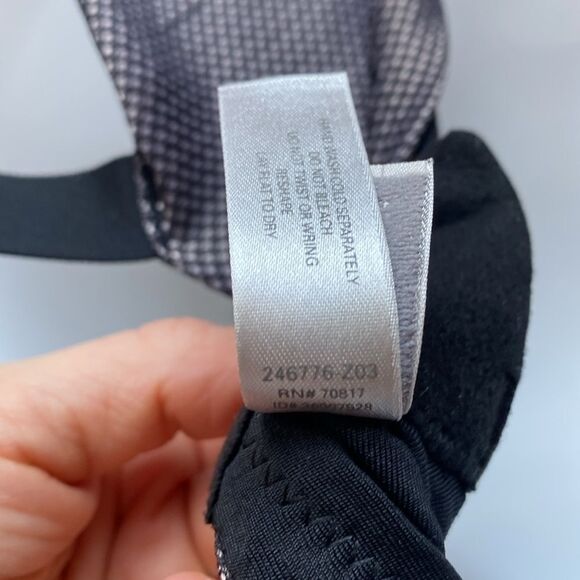 HAND WASH COLD SEPARATELY
DO NOT BLEACH
DO NOT TWIST OR WRING
RESHAPE
LAY FLAT TO DRY
246776-Z03
RN# 70817
ID#